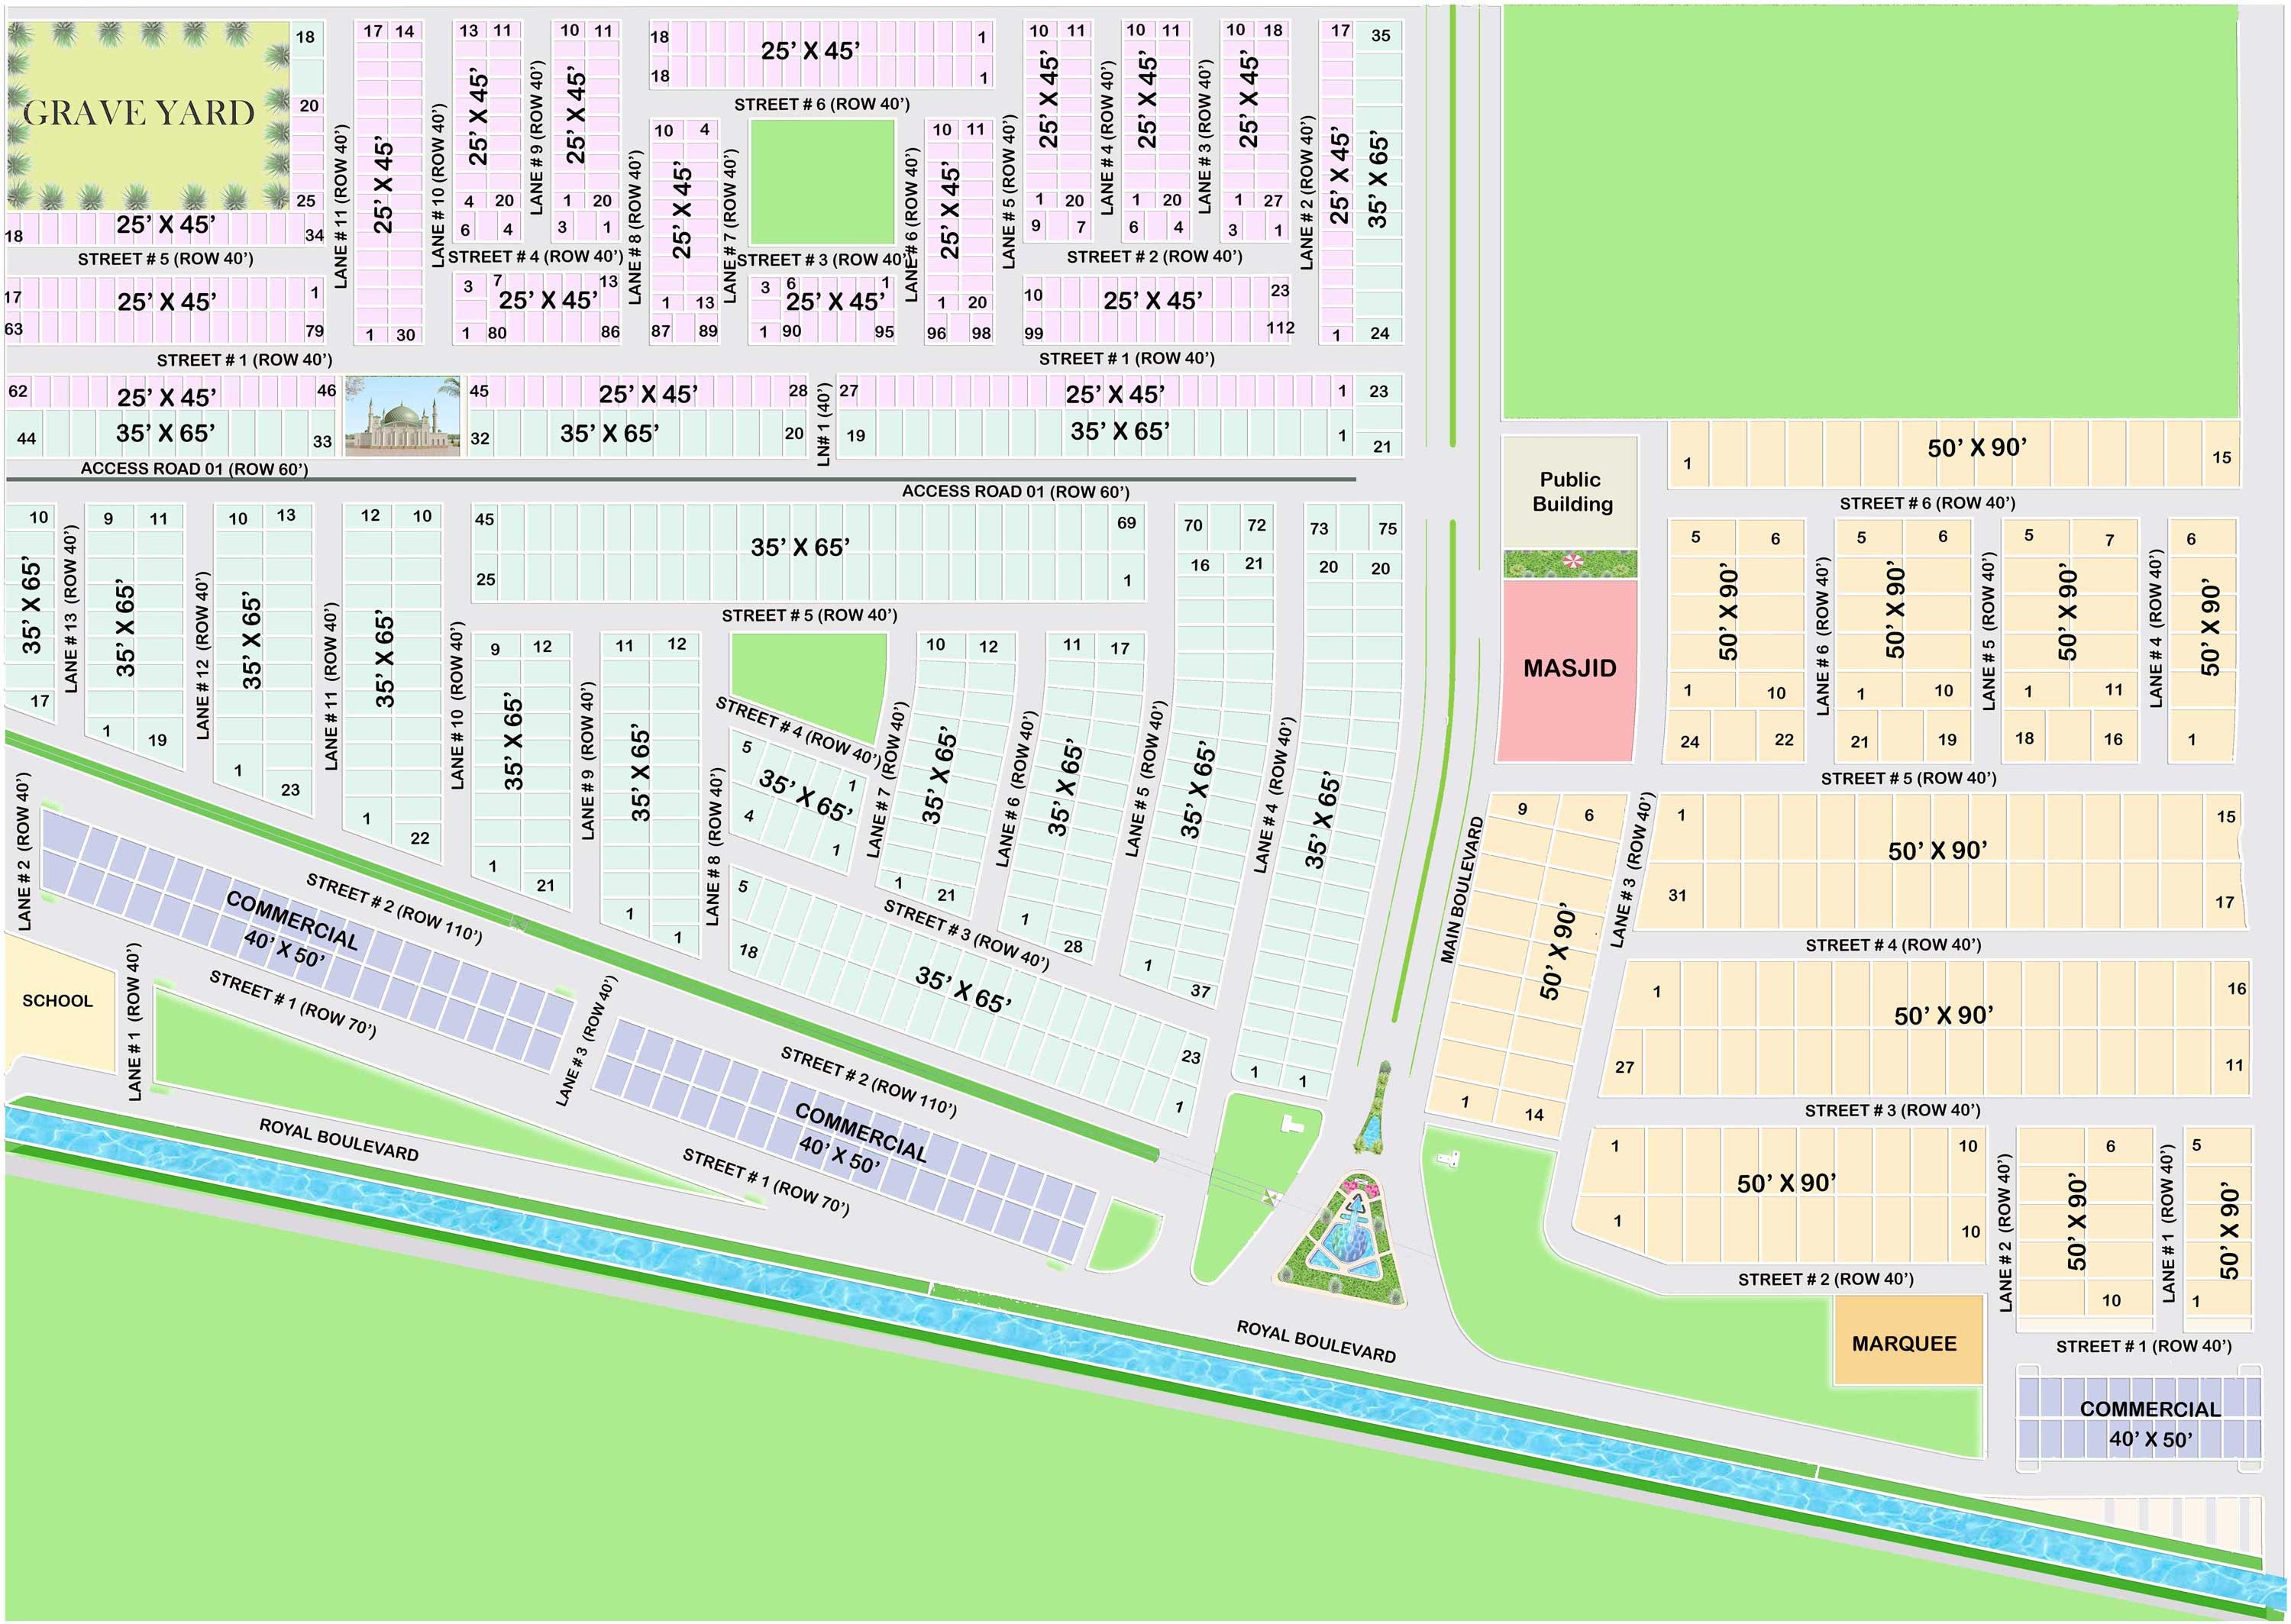 18
17 14
13 11
10 11
18
25' X 45'
1
18
1
10 11
10 11
10 18
17
35
GRAVE YARD
20
25
LANE # 11 (ROW 40')
25' X 45'
LANE # 10 (ROW 40')
25' X 45'
LANE # 9 (ROW 40')
25' X 45'
STREET # 6 (ROW 40')
10 4
10 11
25' X 45'
LANE # 4 (ROW 40')
25' X 45'
LANE # 3 (ROW 40')
25' X 45'
LANE # 2 (ROW 40')
25' X 45'
35' X 65'
LANE # 8 (ROW 40')
25' X 45'
LANE # 7 (ROW 40')
LANE # 6 (ROW 40')
25' X 45'
LANE # 5 (ROW 40')
4 20
1 20
1 20
1 20
1 27
6 4
3 1
9 7
6 4
3 1
18
25' X 45'
34
STREET # 5 (ROW 40')
STREET # 4 (ROW 40')
STREET # 3 (ROW 40')
STREET # 2 (ROW 40')
17
25' X 45'
1
63
79
1 30
3 7
25' X 45'
13
1 80
86
1 13
87 89
3 6
25' X 45'
1
1 90
95
1 20
96 98
10
25' X 45'
23
99
112
1
24
STREET # 1 (ROW 40')
STREET # 1 (ROW 40')
62
25' X 45'
46
45
25' X 45'
28
LN# 1 (40')
27
25' X 45'
1
23
44
35' X 65'
33
32
35' X 65'
20
19
35' X 65'
1
21
ACCESS ROAD 01 (ROW 60')
ACCESS ROAD 01 (ROW 60')
Public
Building
1
50' X 90'
15
STREET # 6 (ROW 40')
10
35' X 65'
17
LANE # 13 (ROW 40')
9 11
35' X 65'
1 19
LANE # 12 (ROW 40')
10 13
35' X 65'
1
23
LANE # 11 (ROW 40')
12 10
35' X 65'
1
22
LANE # 10 (ROW 40')
45
69
35' X 65'
25
1
STREET # 5 (ROW 40')
70 72
16 21
73 75
20 20
9 12
35' X 65'
1
21
LANE # 9 (ROW 40')
11 12
35' X 65'
1
1
LANE # 8 (ROW 40')
STREET # 4 (ROW 40')
5
1
35' X 65'
4
1
LANE # 7 (ROW 40')
10 12
35' X 65'
1
21
LANE # 6 (ROW 40')
11 17
35' X 65'
1
28
LANE # 5 (ROW 40')
35' X 65'
1
37
LANE # 4 (ROW 40')
35' X 65'
1 1
5
STREET # 3 (ROW 40')
18
35' X 65'
23
1
MASJID
5 6
50' X 90'
1 10
24 22
LANE # 6 (ROW 40')
5 6
50' X 90'
1 10
21 19
LANE # 5 (ROW 40')
5 7
50' X 90'
1 11
18 16
LANE # 4 (ROW 40')
6
50' X 90'
1
STREET # 5 (ROW 40')
MAIN BOULEVARD
9 6
50' X 90'
1 14
LANE # 3 (ROW 40')
1
15
50' X 90'
31
17
STREET # 4 (ROW 40')
1
16
50' X 90'
27
11
STREET # 3 (ROW 40')
1
10
50' X 90'
1
10
STREET # 2 (ROW 40')
LANE # 2 (ROW 40')
6
50' X 90'
10
LANE # 1 (ROW 40')
5
50' X 90'
1
STREET # 1 (ROW 40')
MARQUEE
COMMERCIAL
40' X 50'
LANE # 2 (ROW 40')
COMMERCIAL
40' X 50'
STREET # 2 (ROW 110')
SCHOOL
LANE # 1 (ROW 40')
STREET # 1 (ROW 70')
LANE # 3 (ROW 40')
STREET # 2 (ROW 110')
COMMERCIAL
40' X 50'
ROYAL BOULEVARD
STREET # 1 (ROW 70')
ROYAL BOULEVARD